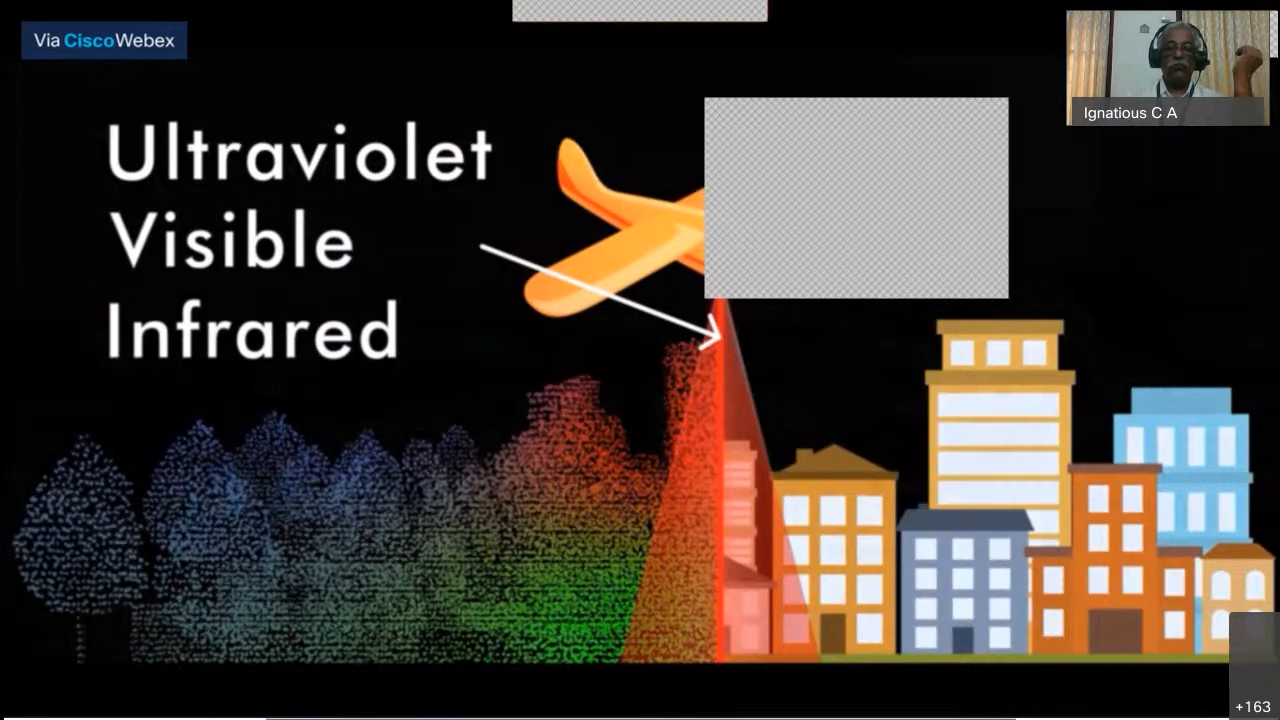 Via CiscoWebex
Ignatious C A
Ultraviolet
Visible
Infrared
+163